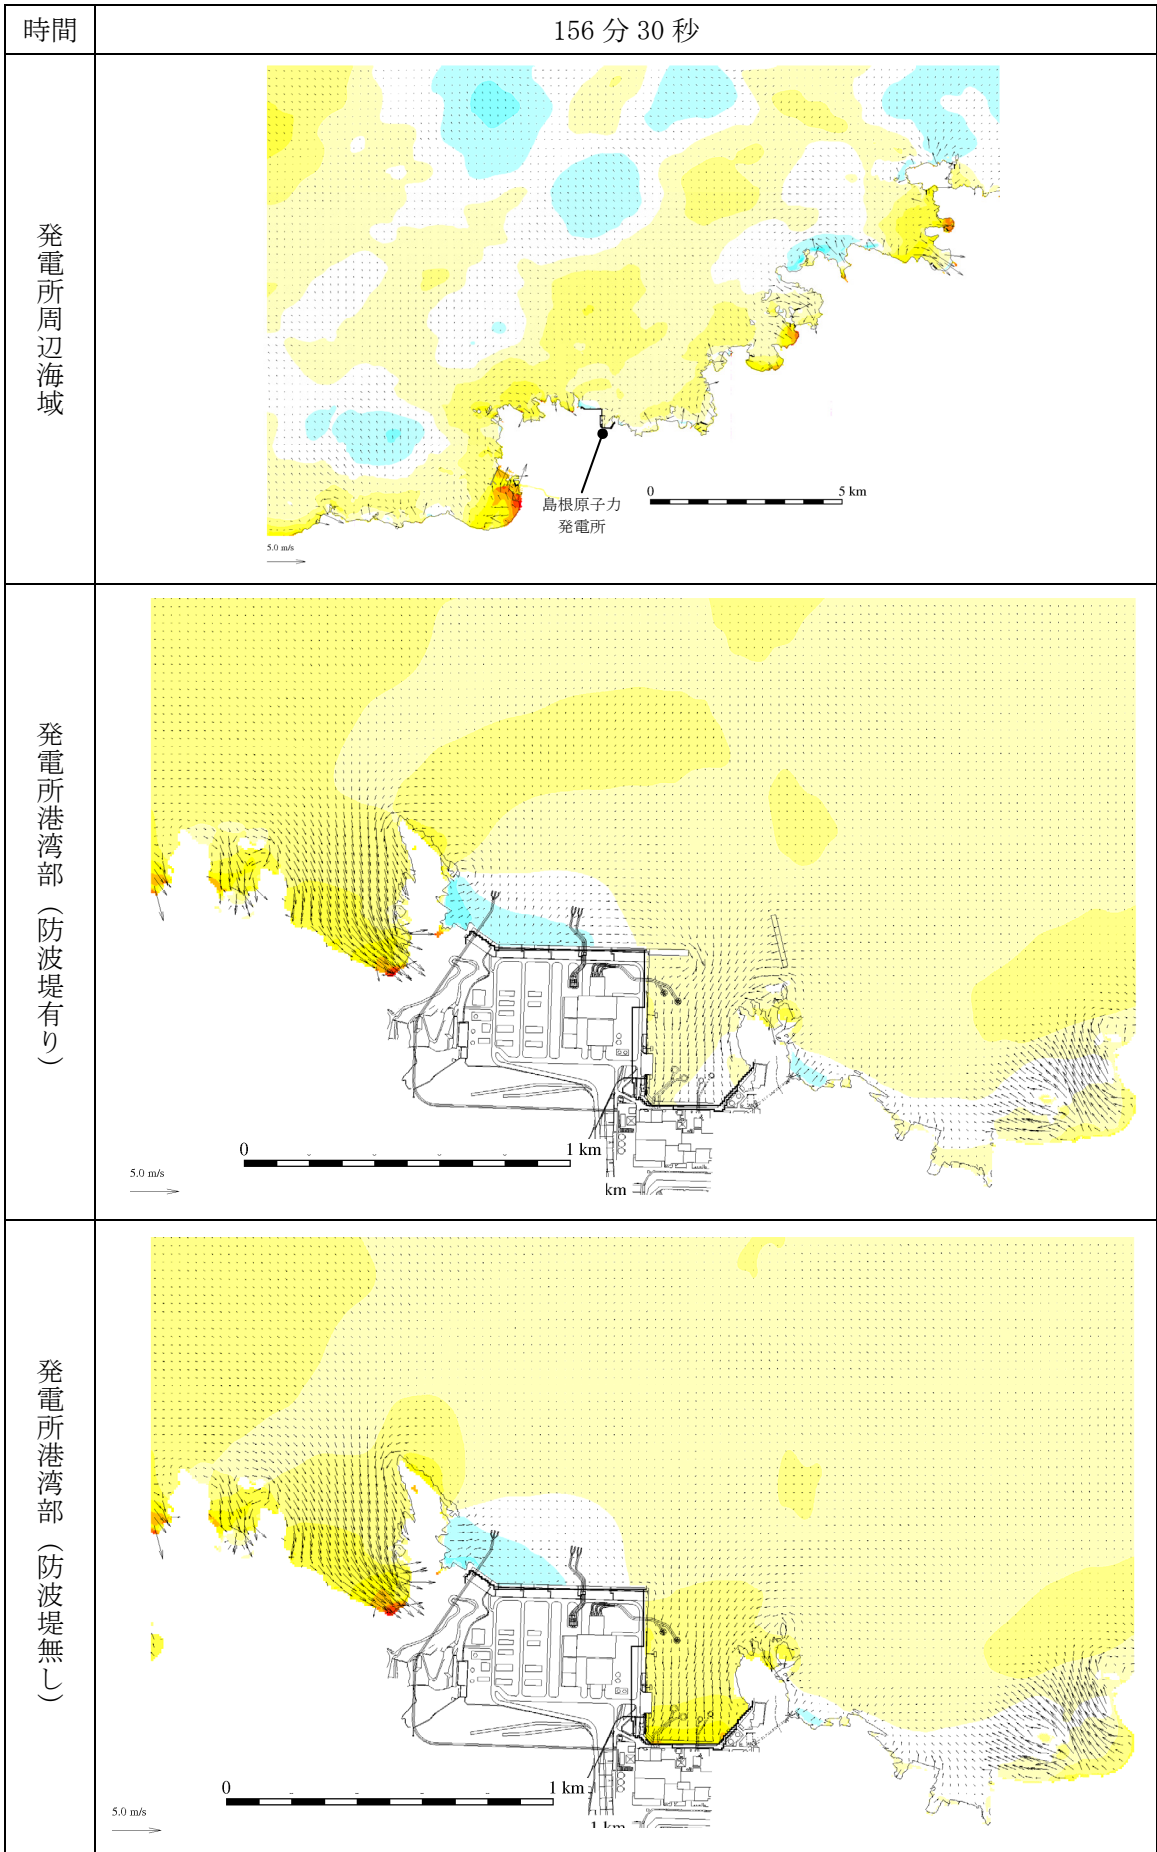 時間
156 分 30 秒
発電所周辺海域
島根原子力
発電所
0
5 km
5.0 m/s
発電所港湾部（防波堤有り）
0
1 km
5.0 m/s
km
発電所港湾部（防波堤無し）
0
1 km
5.0 m/s
1 km